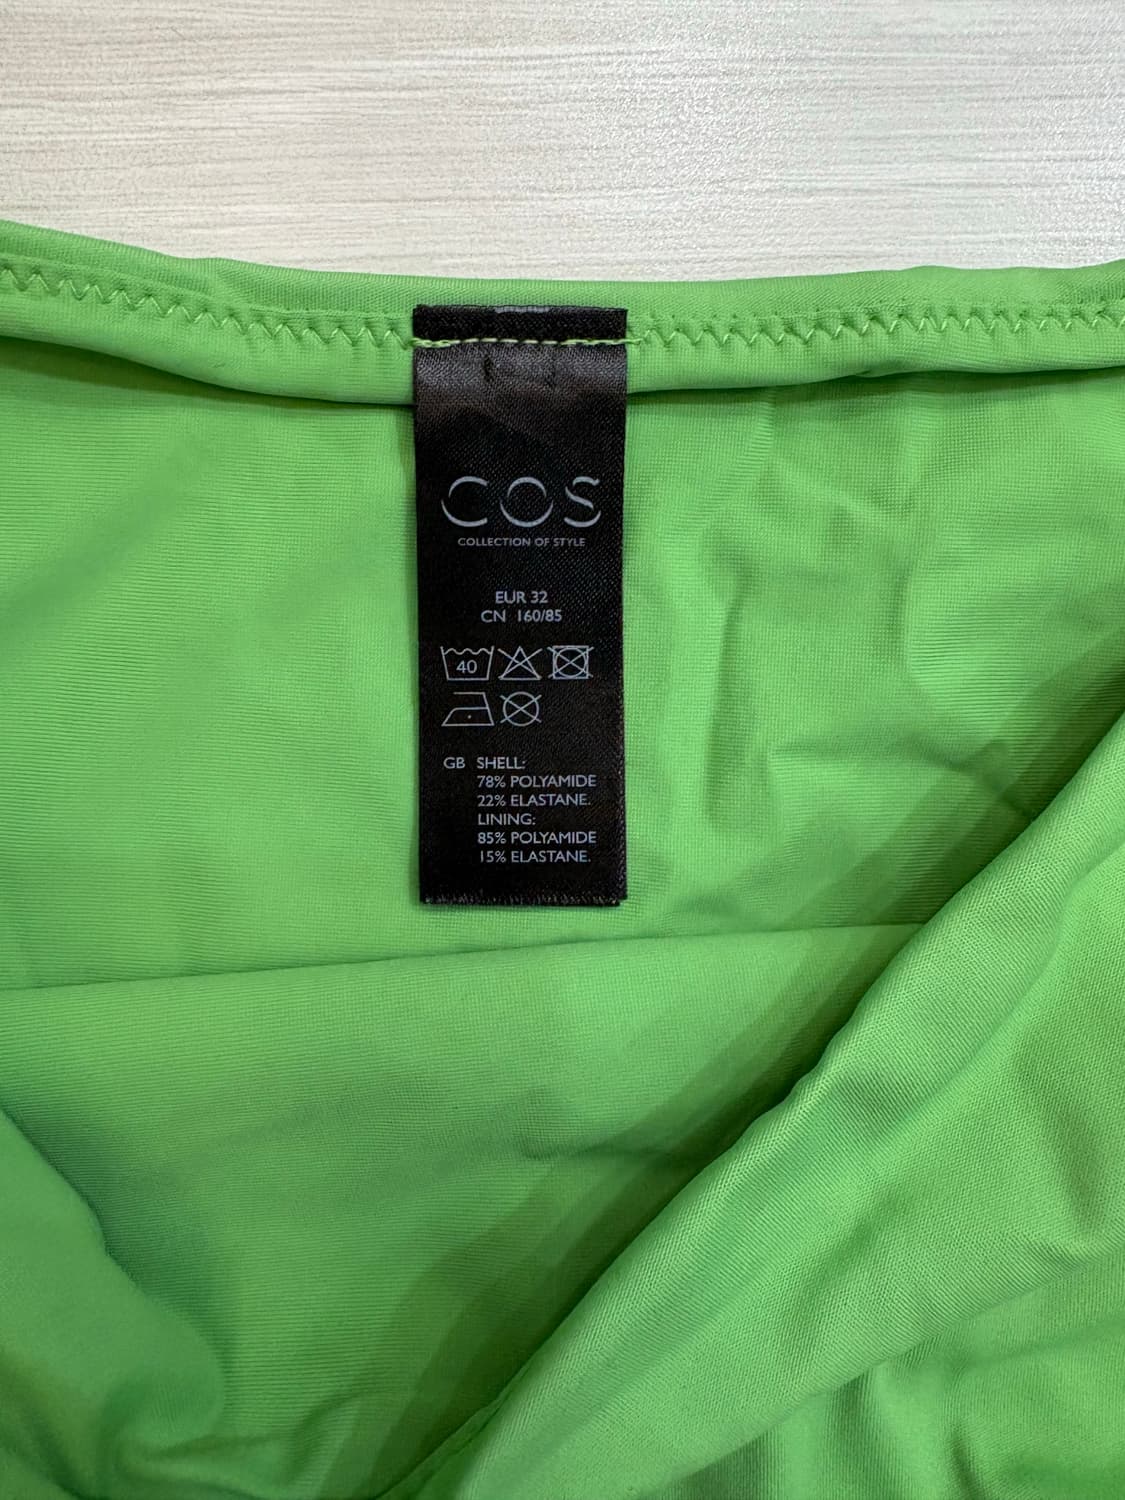 COS
COLLECTION OF STYLE
EUR 32
CN 160/85
40
GB SHELL:
78% POLYAMIDE
22% ELASTANE.
LINING:
85% POLYAMIDE
15% ELASTANE.